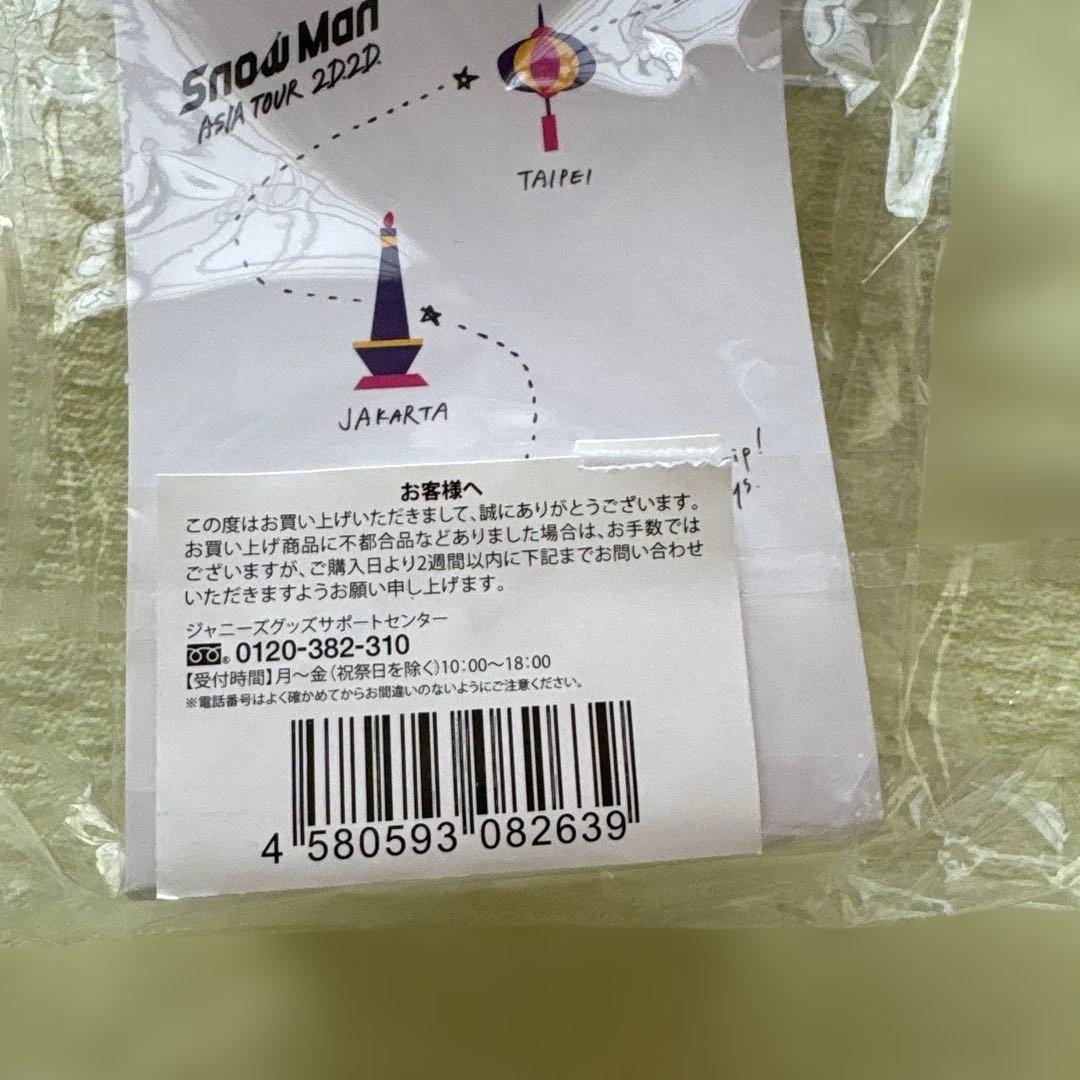 Snow Man
ASIA TOUR 2D.2D.
TAIPEI
JAKARTA
ip!
ys.
お客様へ
この度はお買い上げいただきまして、誠にありがとうございます。
お買い上げ商品に不都合品などありました場合は、お手数では
ございますが、ご購入日より2週間以内に下記までお問い合わせ
いただきますようお願い申し上げます。
ジャニーズグッズサポートセンター
0120-382-310
【受付時間】月〜金（祝祭日を除く）10：00〜18：00
※電話番号はよく確かめてからお間違いのないようにご注意ください。
4 580593 082639